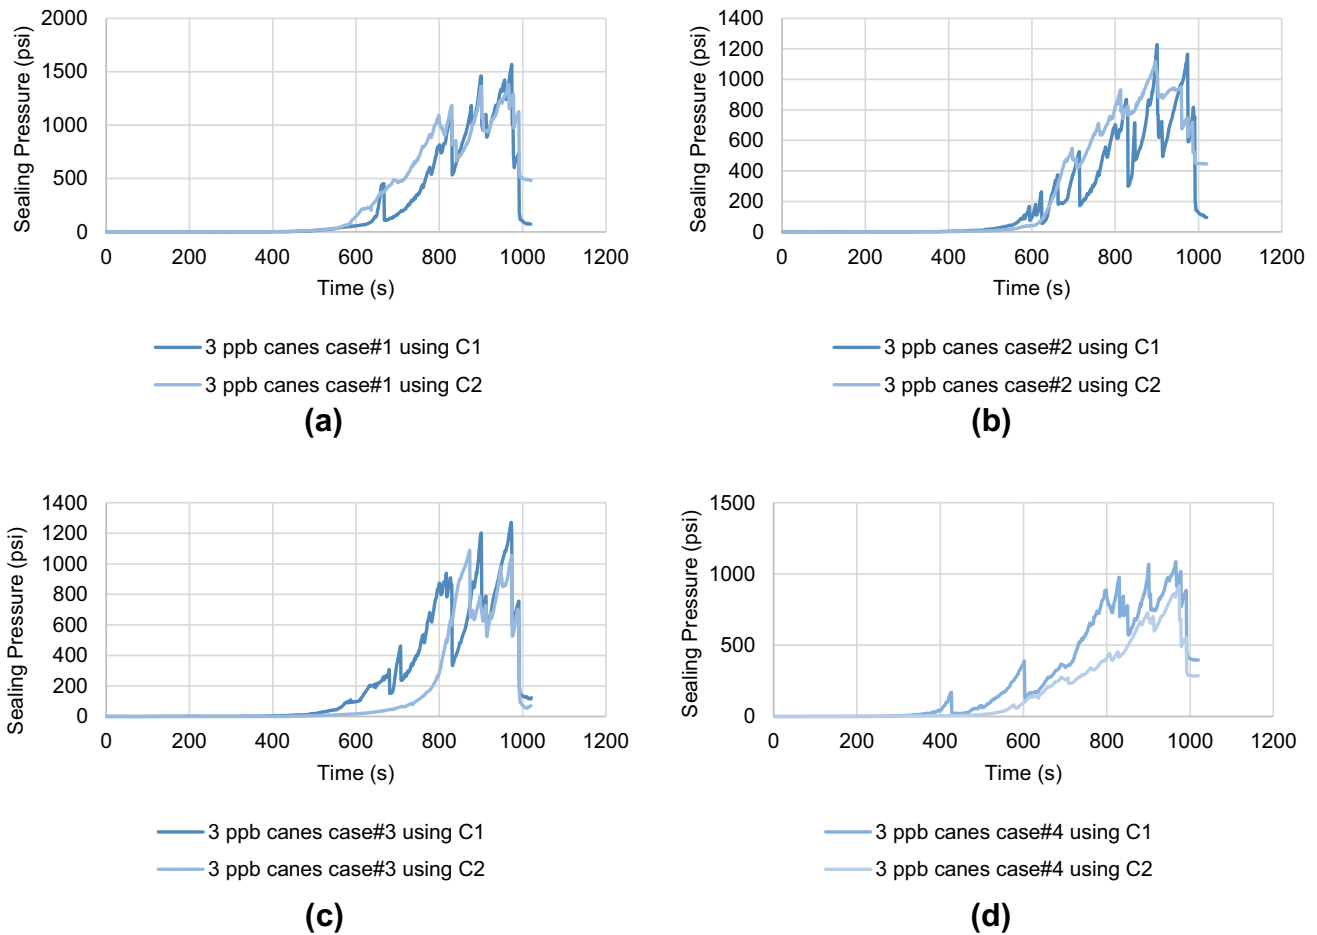 Sealing Pressure (psi)
2000
1500
1000
500
0
0 200 400 600 800 1000 1200
Time (s)
3 ppb canes case#1 using C1
3 ppb canes case#1 using C2
(a)
Sealing Pressure (psi)
1400
1200
1000
800
600
400
200
0
0 200 400 600 800 1000 1200
Time (s)
3 ppb canes case#2 using C1
3 ppb canes case#2 using C2
(b)
Sealing Pressure (psi)
1400
1200
1000
800
600
400
200
0
0 200 400 600 800 1000 1200
Time (s)
3 ppb canes case#3 using C1
3 ppb canes case#3 using C2
(c)
Sealing Pressure (psi)
1500
1000
500
0
0 200 400 600 800 1000 1200
Time (s)
3 ppb canes case#4 using C1
3 ppb canes case#4 using C2
(d)